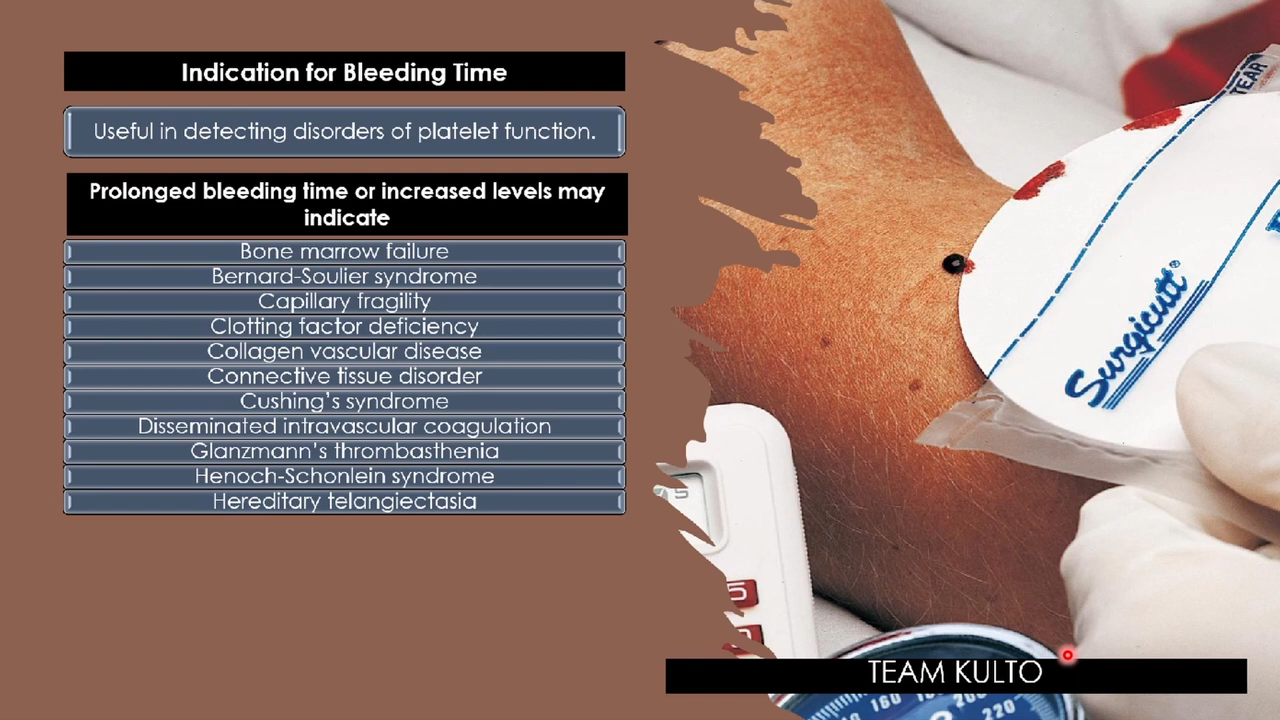 Indication for Bleeding Time
Useful in detecting disorders of platelet function.
Prolonged bleeding time or increased levels may
indicate
Bone marrow failure
Bernard-Soulier syndrome
Capillary fragility
Clotting factor deficiency
Collagen vascular disease
Connective tissue disorder
Cushing's syndrome
Disseminated intravascular coagulation
Glanzmann's thrombasthenia
Henoch-Schonlein syndrome
Hereditary telangiectasia
TEAR
Surgicutt®
5
TEAM KULTO
160
200
220